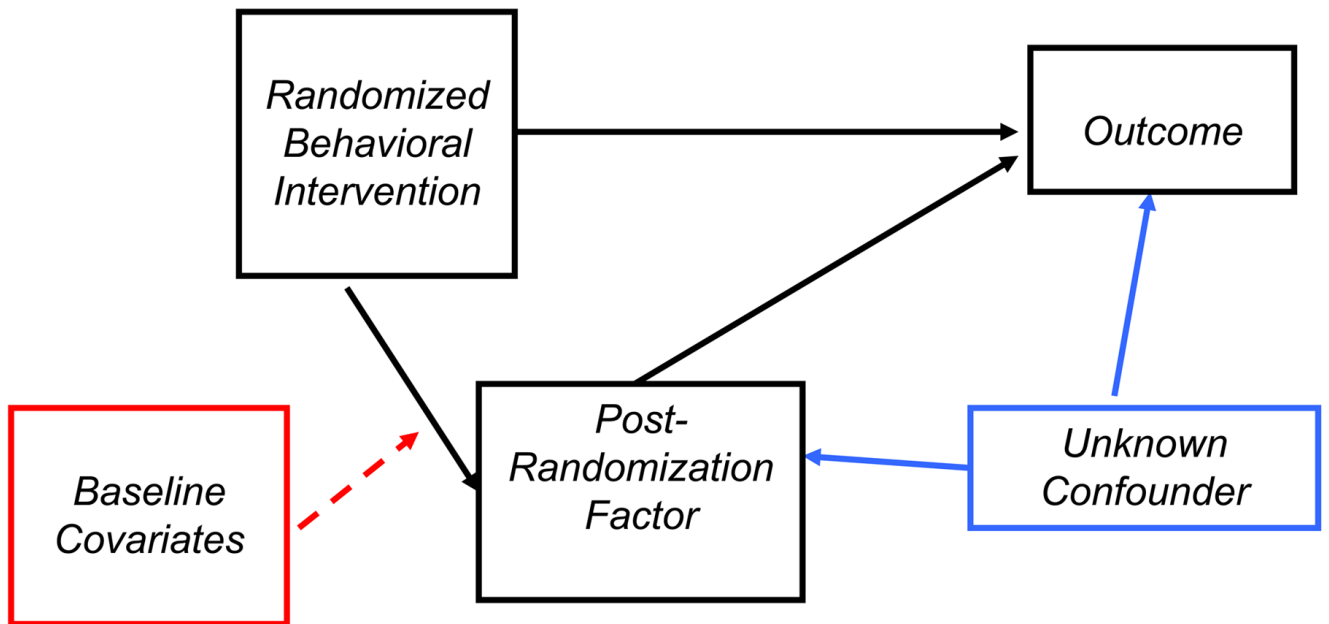 Randomized
Behavioral
Intervention
Outcome
Post-
Randomization
Factor
Unknown
Confounder
Baseline
Covariates